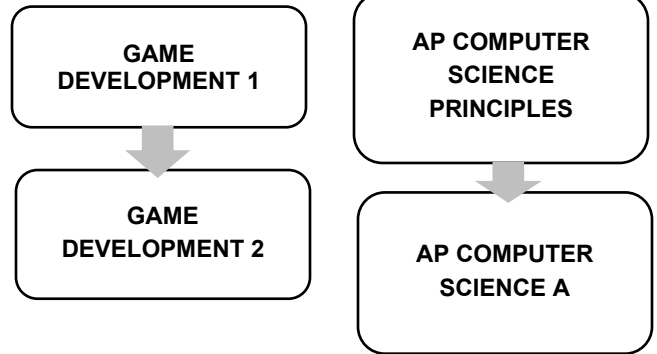 GAME
DEVELOPMENT 1
GAME
DEVELOPMENT 2
AP COMPUTER
SCIENCE
PRINCIPLES
AP COMPUTER
SCIENCE A